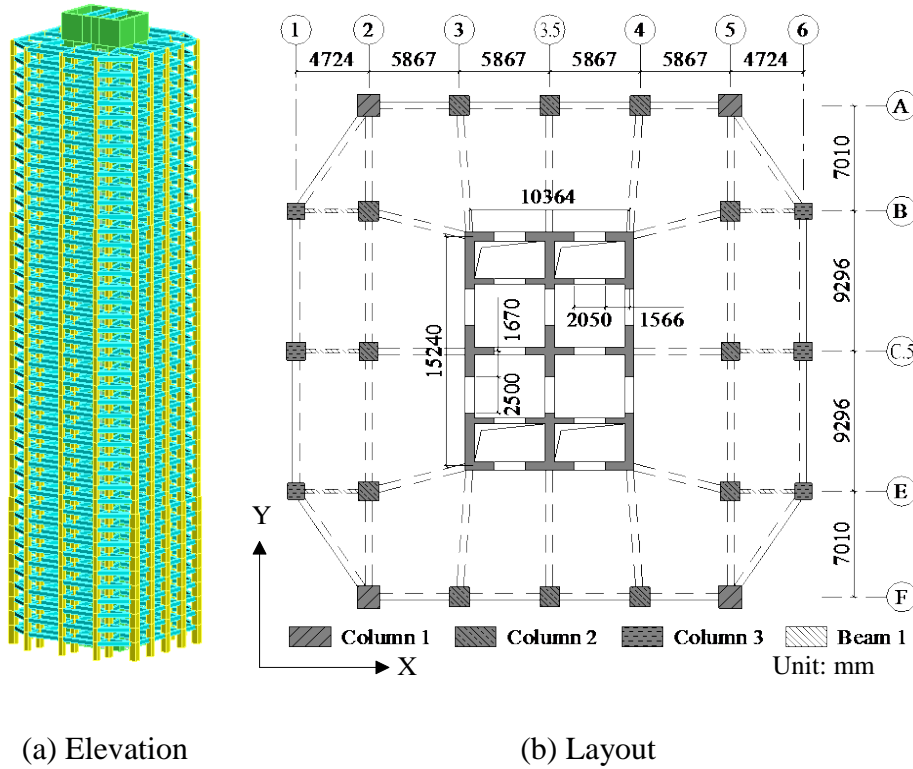 1 2 3 3.5 4 5 6
4724 5867 5867 5867 5867 4724
A
7010
B
10364
9296
15240
1670
2050 1566
C.5
2500
9296
E
7010
Y
F
Column 1 Column 2 Column 3 Beam 1
X
Unit: mm
(a) Elevation (b) Layout